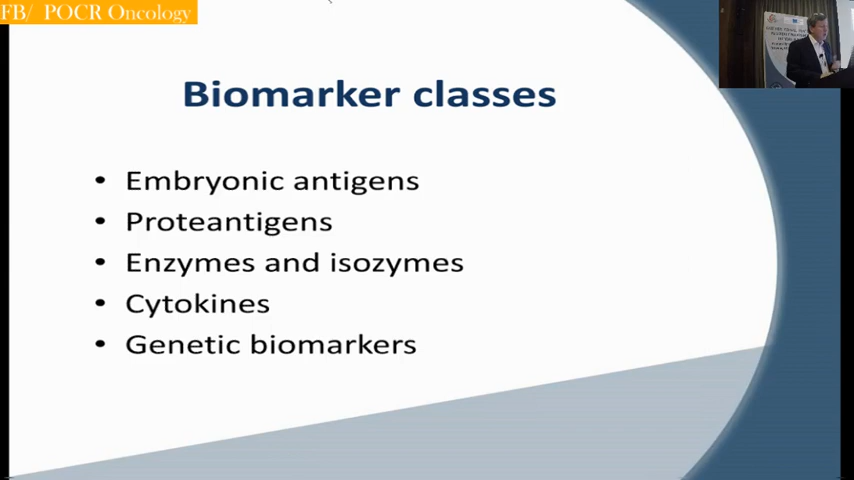 FB/ POCR Oncology
Biomarker classes
• Embryonic antigens
• Proteantigens
• Enzymes and isozymes
• Cytokines
• Genetic biomarkers